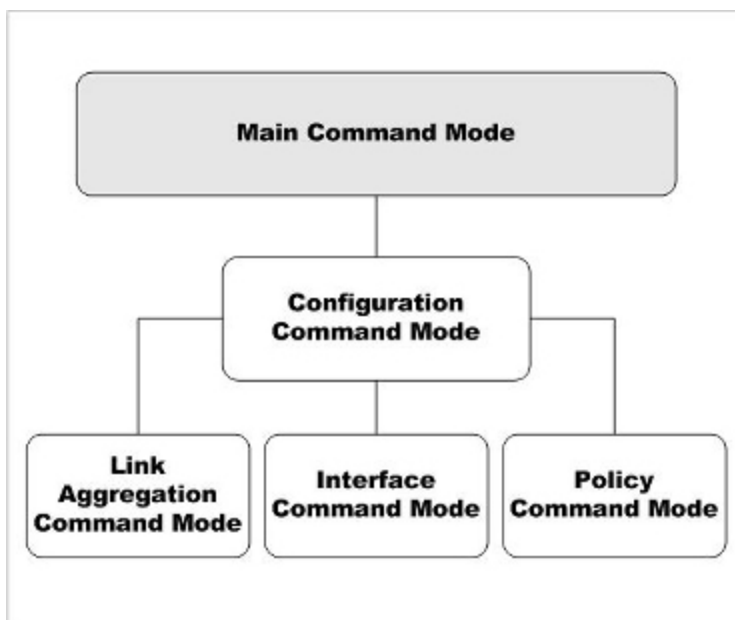 Main Command Mode
Configuration
Command Mode
Link
Aggregation
Command Mode
Interface
Command Mode
Policy
Command Mode